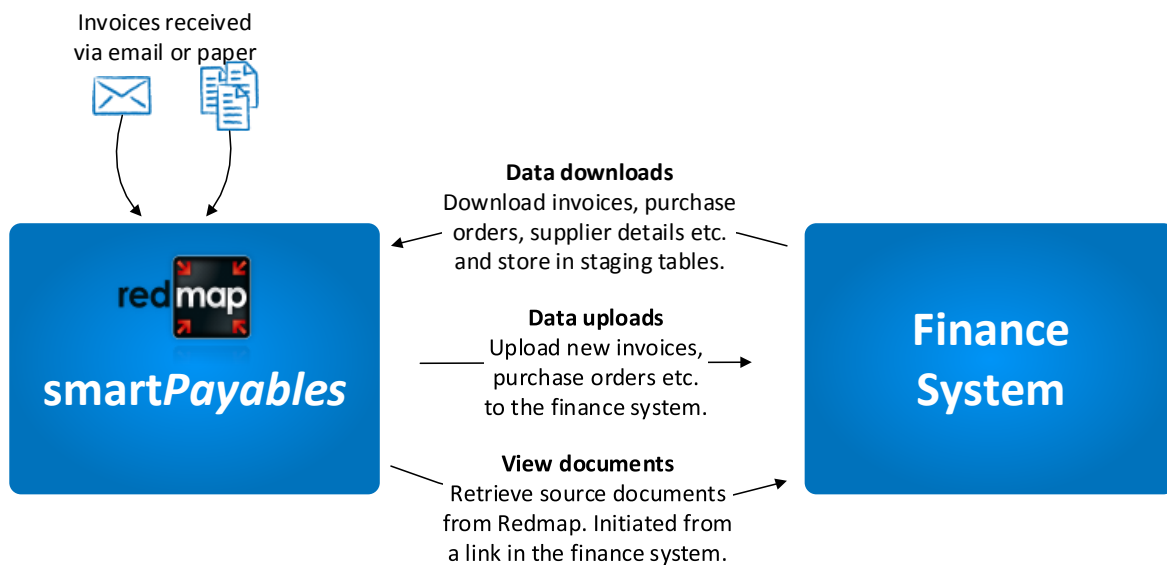 Invoices received
via email or paper
Data downloads
Download invoices, purchase
orders, supplier details etc.
and store in staging tables.
redmap
smartPayables
Data uploads
Upload new invoices,
purchase orders etc.
to the finance system.
Finance
System
View documents
Retrieve source documents
from Redmap. Initiated from
a link in the finance system.